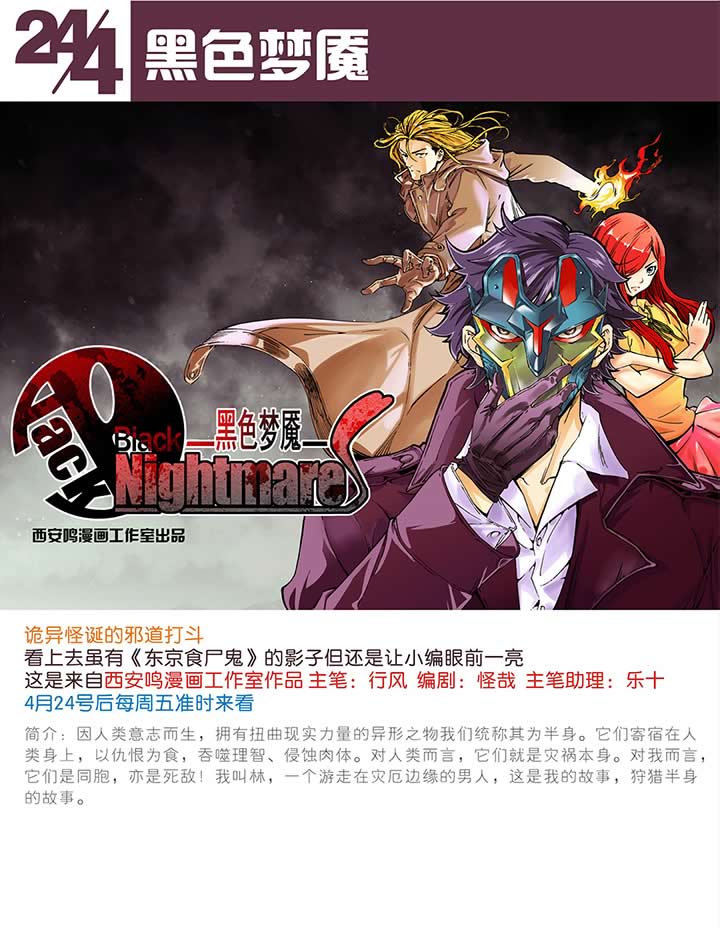 24/4
黑色梦魇
Jack
Black
黑色梦魇
Nightmares
西安鸣漫画工作室出品
诡异怪诞的邪道打斗
看上去虽有《东京食尸鬼》的影子但还是让小编眼前一亮
这是来自西安鸣漫画工作室作品 主笔：行风 编剧：怪哉 主笔助理：乐十
4月24号后每周五准时来看
简介：因人类意志而生，拥有扭曲现实力量的异形之物我们统称其为半身。它们寄宿在人
类身上，以仇恨为食，吞噬理智、侵蚀肉体。对人类而言，它们就是灾祸本身。对我而言，
它们是同胞，亦是死敌！我叫林，一个游走在灾厄边缘的男人，这是我的故事，狩猎半身
的故事。